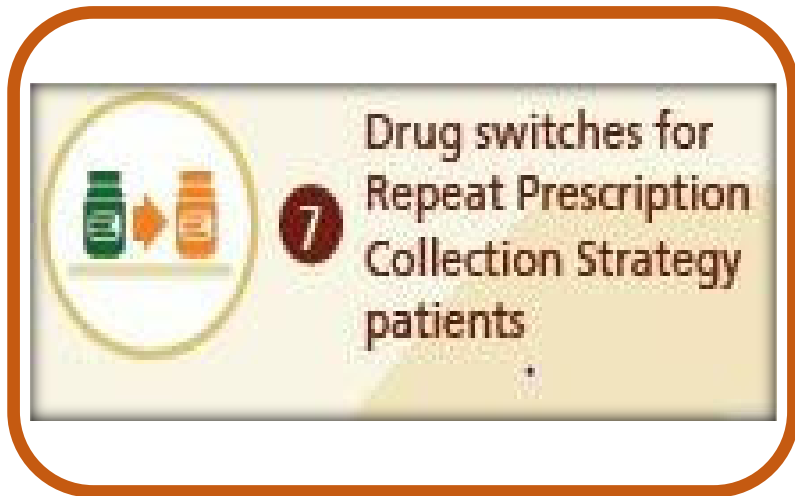 7
Drug switches for
Repeat Prescription
Collection Strategy
patients